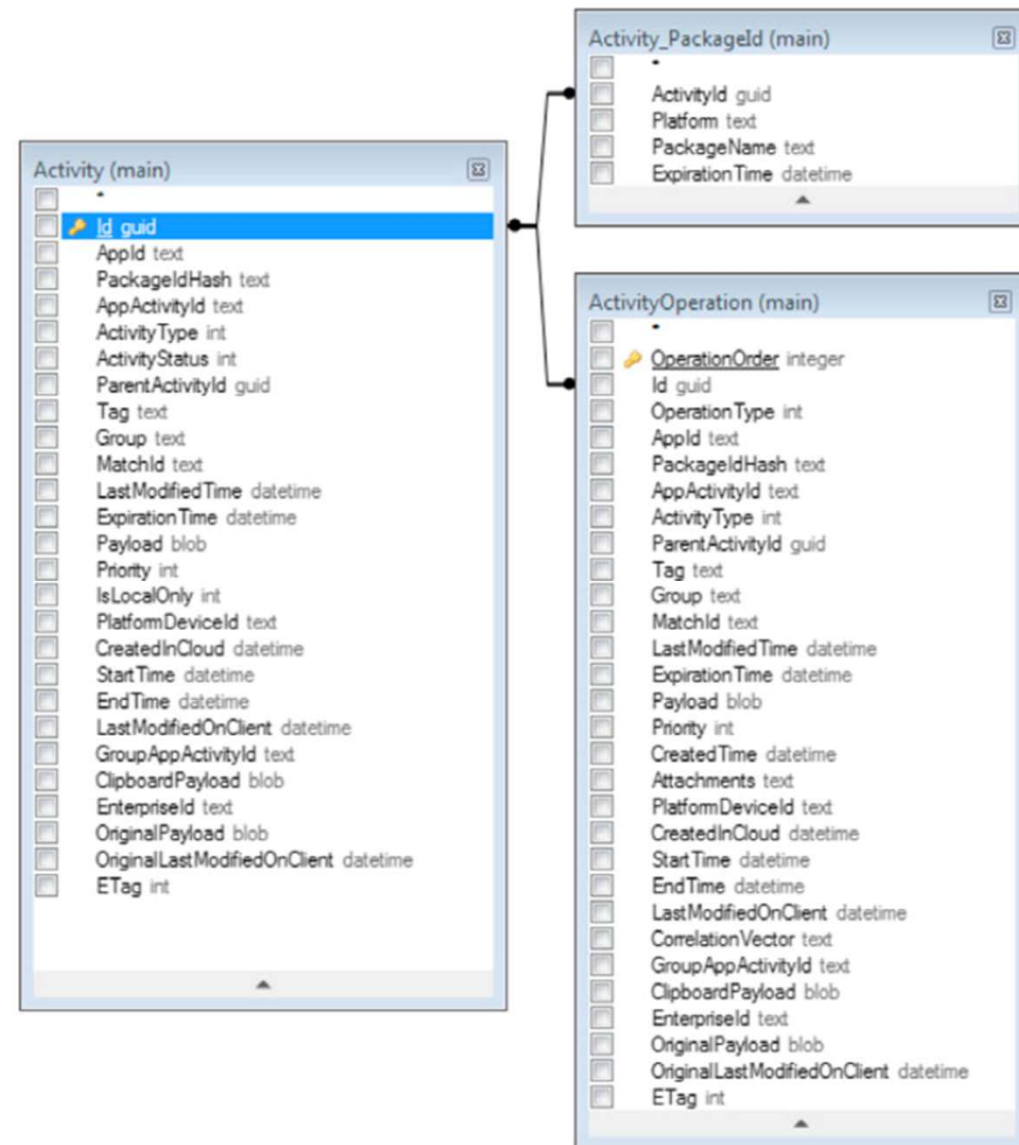 Activity (main)
*
Id guid
AppId text
PackageIdHash text
AppActivityId text
ActivityType int
ActivityStatus int
ParentActivityId guid
Tag text
Group text
MatchId text
LastModifiedTime datetime
ExpirationTime datetime
Payload blob
Priority int
IsLocalOnly int
PlatformDeviceId text
CreatedInCloud datetime
StartTime datetime
EndTime datetime
LastModifiedOnClient datetime
GroupAppActivityId text
ClipboardPayload blob
EnterpriseId text
OriginalPayload blob
OriginalLastModifiedOnClient datetime
ETag int
Activity_PackageId (main)
*
ActivityId guid
Platform text
PackageName text
ExpirationTime datetime
ActivityOperation (main)
*
OperationOrder integer
Id guid
OperationType int
AppId text
PackageIdHash text
AppActivityId text
ActivityType int
ParentActivityId guid
Tag text
Group text
MatchId text
LastModifiedTime datetime
ExpirationTime datetime
Payload blob
Priority int
CreatedTime datetime
Attachments text
PlatformDeviceId text
CreatedInCloud datetime
StartTime datetime
EndTime datetime
LastModifiedOnClient datetime
CorrelationVector text
GroupAppActivityId text
ClipboardPayload blob
EnterpriseId text
OriginalPayload blob
OriginalLastModifiedOnClient datetime
ETag int